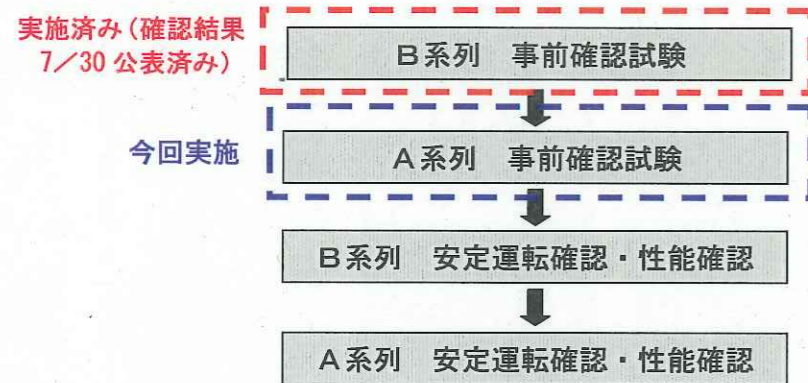 実施済み（確認結果
7／30 公表済み）
B系列　事前確認試験
今回実施
A系列　事前確認試験
B系列　安定運転確認・性能確認
A系列　安定運転確認・性能確認